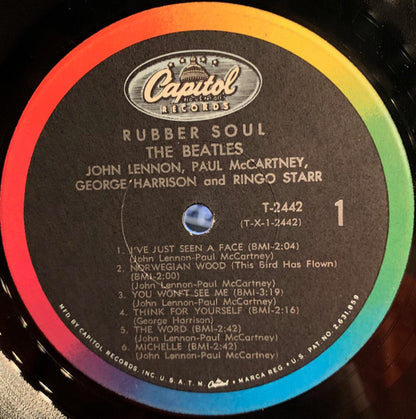 Capitol
RECORDS
RUBBER SOUL
THE BEATLES
JOHN LENNON, PAUL McCARTNEY,
GEORGE HARRISON and RINGO STARR
T-2442
(T-X-1-2442)
1
1. I'VE JUST SEEN A FACE (BMI-2:04)
(John Lennon-Paul McCartney)
2. NORWEGIAN WOOD (This Bird Has Flown)
(BMI-2:00)
(John Lennon-Paul McCartney)
3. YOU WON'T SEE ME (BMI-3:19)
(John Lennon-Paul McCartney)
4. THINK FOR YOURSELF (BMI-2:16)
(George Harrison)
5. THE WORD (BMI-2:42)
(John Lennon-Paul McCartney)
6. MICHELLE (BMI-2:42)
(John Lennon-Paul McCartney)
MFD BY CAPITOL RECORDS, INC. U.S.A. T.M. Capitol • MARCA REG. • U.S. PAT. NO. 2,631,859